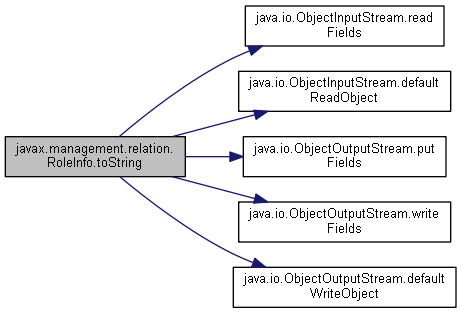 java.io.ObjectInputStream.read
Fields
java.io.ObjectInputStream.default
ReadObject
javax.management.relation.
RoleInfo.toString
java.io.ObjectOutputStream.put
Fields
java.io.ObjectOutputStream.write
Fields
java.io.ObjectOutputStream.default
WriteObject